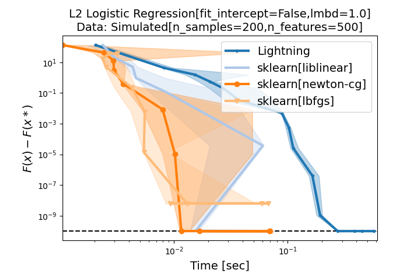 L2 Logistic Regression[fit_intercept=False,lmbd=1.0]
Data: Simulated[n_samples=200,n_features=500]
Lightning
sklearn[liblinear]
sklearn[newton-cg]
sklearn[lbfgs]
F(x) − F(x*)
10¹
10⁻¹
10⁻³
10⁻⁵
10⁻⁷
10⁻⁹
10⁻²
10⁻¹
Time [sec]